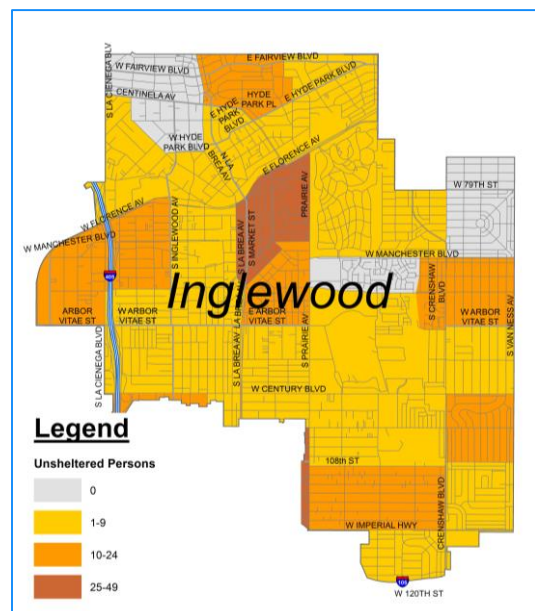 E FAIRVIEW BLVD
W FAIRVIEW BLVD
S LA CIENEGA BLV
CENTINELA AV
HYDE
PARK PL
E HYDE PARK BLVD
E HYDE
PARK
BLVD
W HYDE
PARK BLVD
N LA
BREA AV
E FLORENCE AV
W 79TH ST
PRAIRIE AV
W FLORENCE AV
S INGLEWOOD AV
S LA BREA AV
S MARKET ST
W MANCHESTER BLVD
W MANCHESTER BLVD
405
Inglewood
S CRENSHAW
BLVD
S VAN NESS AV
ARBOR
VITAE ST
W ARBOR
VITAE ST
E ARBOR
VITAE ST
W ARBOR
VITAE ST
S LA BREA AV
LA BR
S PRAIRIE AV
S LA CIENEGA BLVD
W CENTURY BLVD
Legend
Unsheltered Persons
0
1-9
10-24
25-49
108th ST
CRENSHAW BLVD
W IMPERIAL HWY
105
W 120TH ST